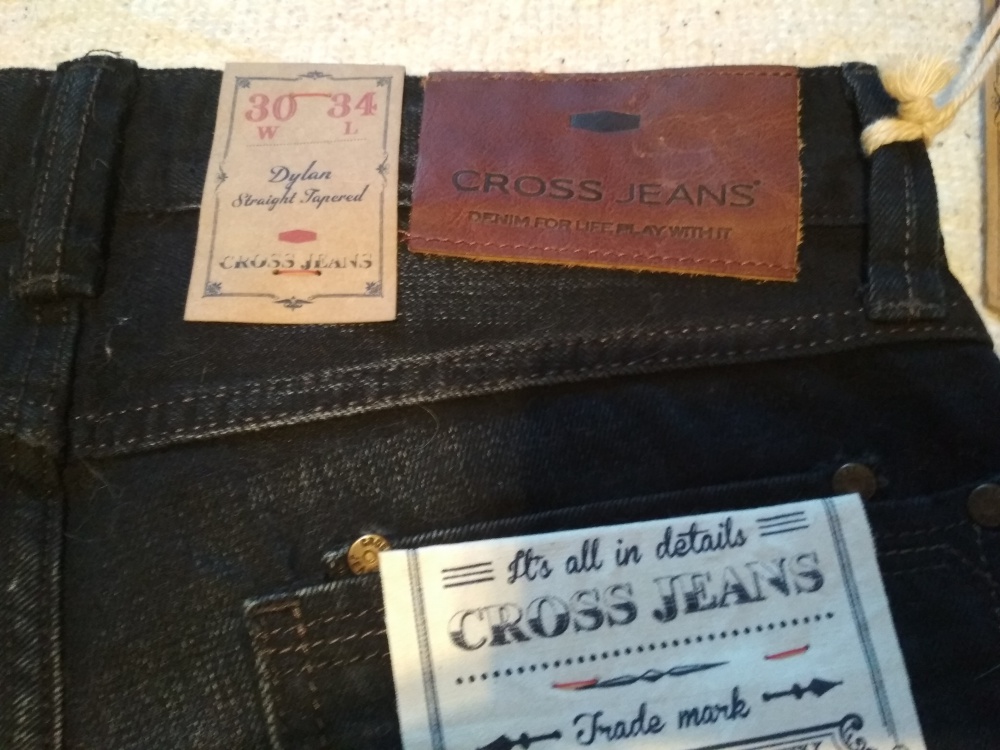 30 34
W L
Dylan
Straight Tapered
CROSS JEANS
CROSS JEANS
DENIM FOR LIFE. PLAY WITH IT
It's all in details
CROSS JEANS
Trade mark